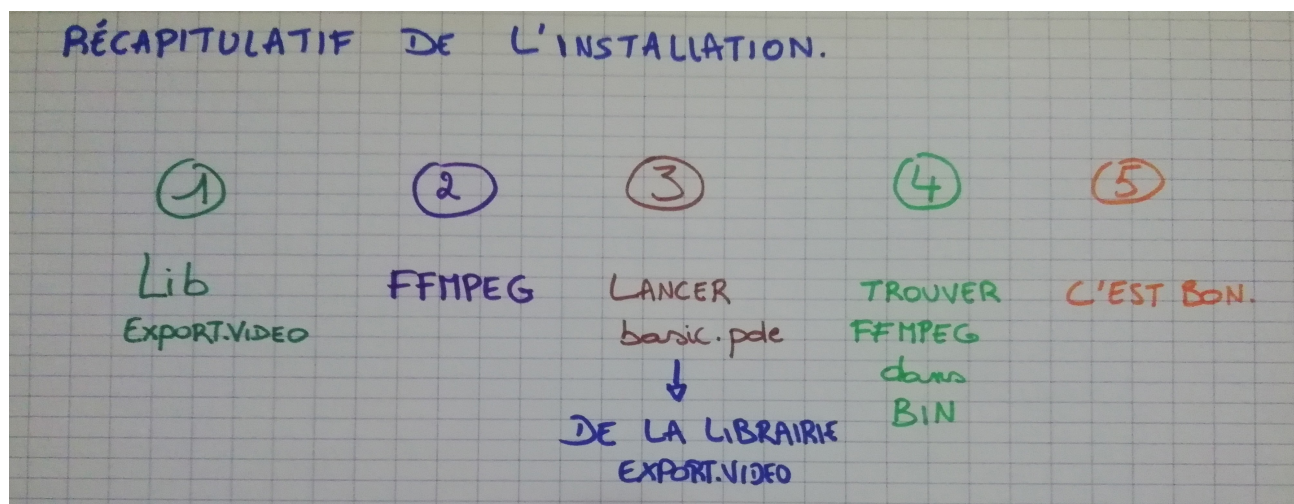 RÉCAPITULATIF DE L'INSTALLATION.
1
Lib
EXPORT.VIDEO
2
FFMPEG
3
LANCER
basic.pde
DE LA LIBRAIRIE
EXPORT.VIDEO
4
TROUVER
FFMPEG
dans
BIN
5
C'EST BON.